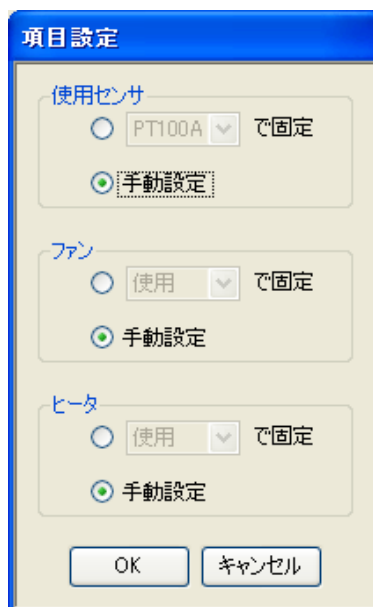 項目設定
使用センサ
PT100A で固定
手動設定
ファン
使用 で固定
手動設定
ヒータ
使用 で固定
手動設定
OK キャンセル